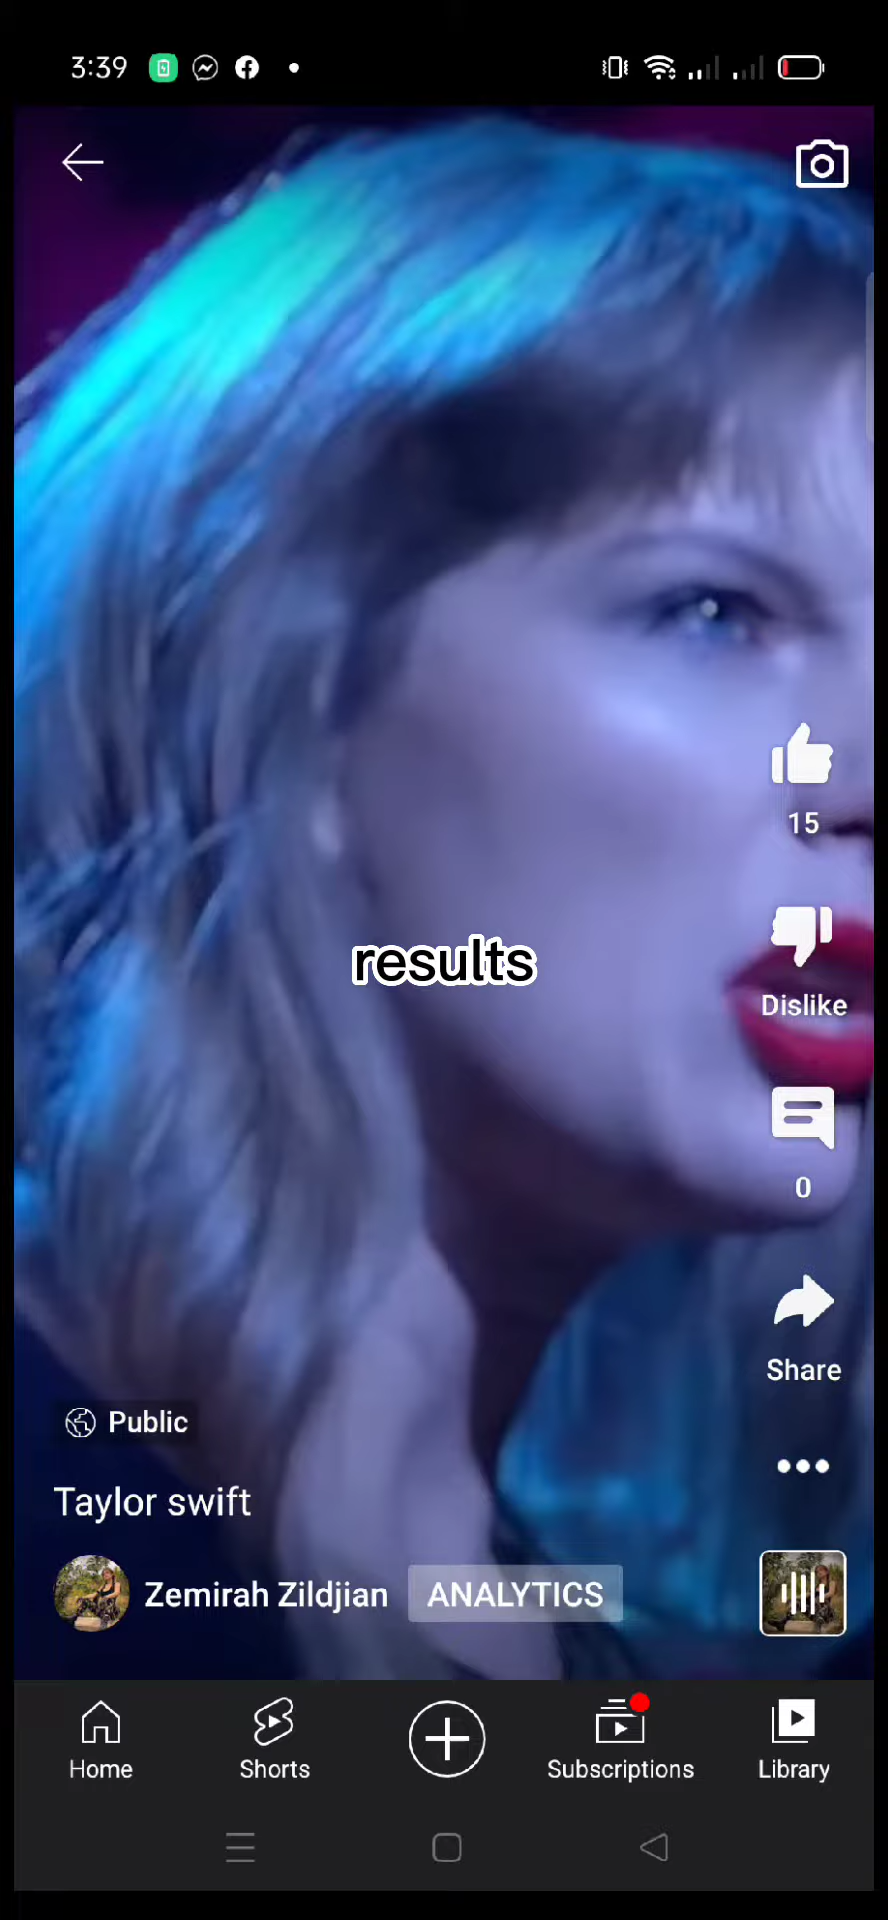 3:39
results
15
Dislike
0
Share
Public
Taylor swift
Zemirah Zildjian
ANALYTICS
Home
Shorts
Subscriptions
Library